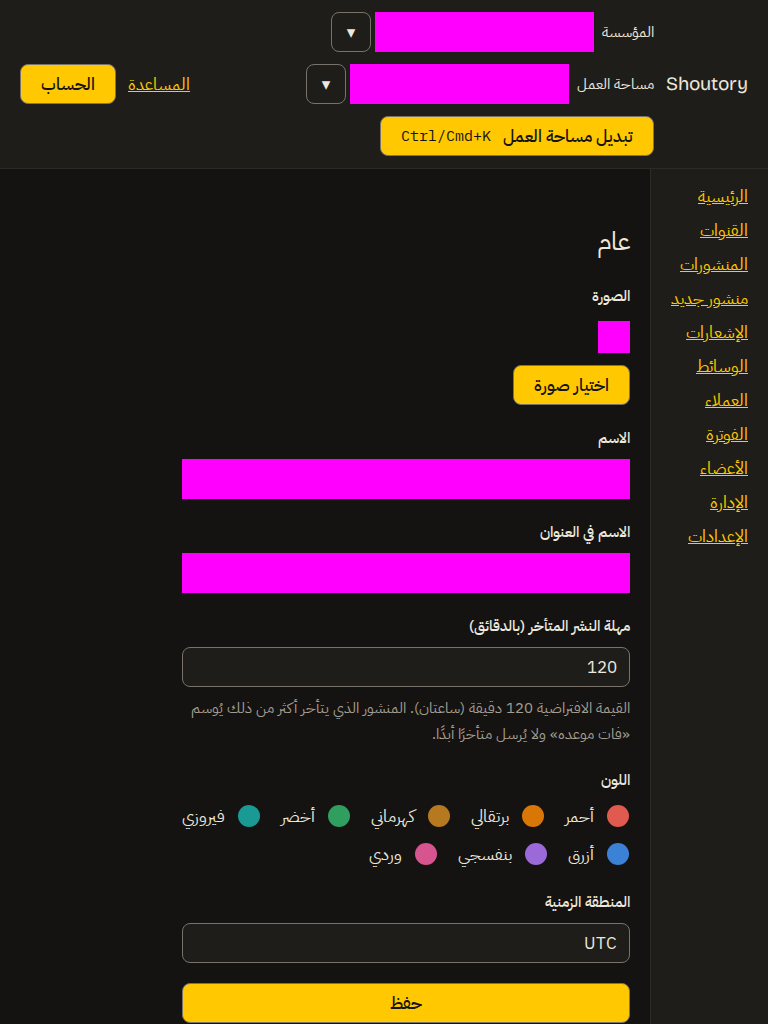 المؤسسة
▼
Shoutory
مساحة العمل
▼
المساعدة
الحساب
تبديل مساحة العمل Ctrl/Cmd+K
الرئيسية
القنوات
المنشورات
منشور جديد
الإشعارات
الوسائط
العملاء
الفوترة
الأعضاء
الإدارة
الإعدادات
عام
الصورة
اختيار صورة
الاسم
الاسم في العنوان
مهلة النشر المتأخر (بالدقائق)
120
القيمة الافتراضية 120 دقيقة (ساعتان). المنشور الذي يتأخر أكثر من ذلك يُوسم
«فات موعده» ولا يُرسل متأخرًا أبدًا.
اللون
أحمر برتقالي كهرماني أخضر فيروزي
أزرق بنفسجي وردي
المنطقة الزمنية
UTC
حفظ